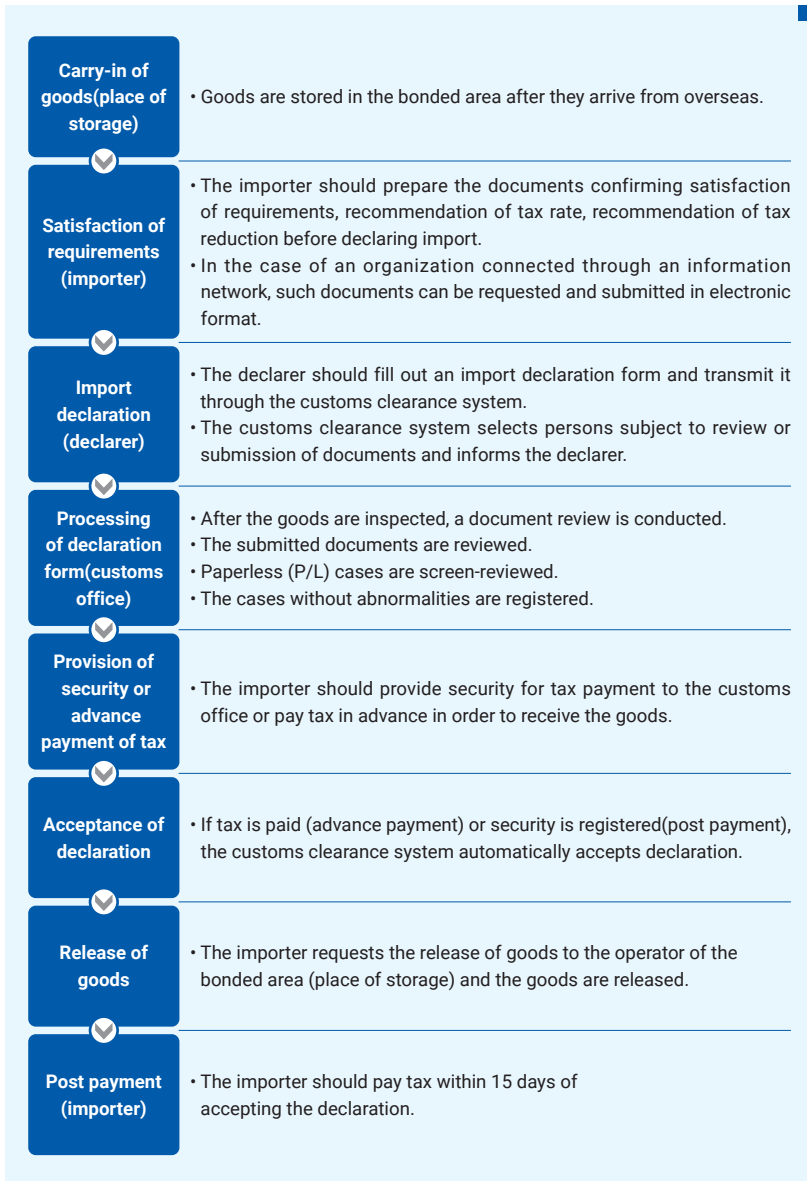 Carry-in of
goods(place of
storage)
• Goods are stored in the bonded area after they arrive from overseas.
Satisfaction of
requirements
(importer)
• The importer should prepare the documents confirming satisfaction
of requirements, recommendation of tax rate, recommendation of tax
reduction before declaring import.
• In the case of an organization connected through an information
network, such documents can be requested and submitted in electronic
format.
Import
declaration
(declarer)
• The declarer should fill out an import declaration form and transmit it
through the customs clearance system.
• The customs clearance system selects persons subject to review or
submission of documents and informs the declarer.
Processing
of declaration
form(customs
office)
• After the goods are inspected, a document review is conducted.
• The submitted documents are reviewed.
• Paperless (P/L) cases are screen-reviewed.
• The cases without abnormalities are registered.
Provision of
security or
advance
payment of tax
• The importer should provide security for tax payment to the customs
office or pay tax in advance in order to receive the goods.
Acceptance of
declaration
• If tax is paid (advance payment) or security is registered(post payment),
the customs clearance system automatically accepts declaration.
Release of
goods
• The importer requests the release of goods to the operator of the
bonded area (place of storage) and the goods are released.
Post payment
(importer)
• The importer should pay tax within 15 days of
accepting the declaration.